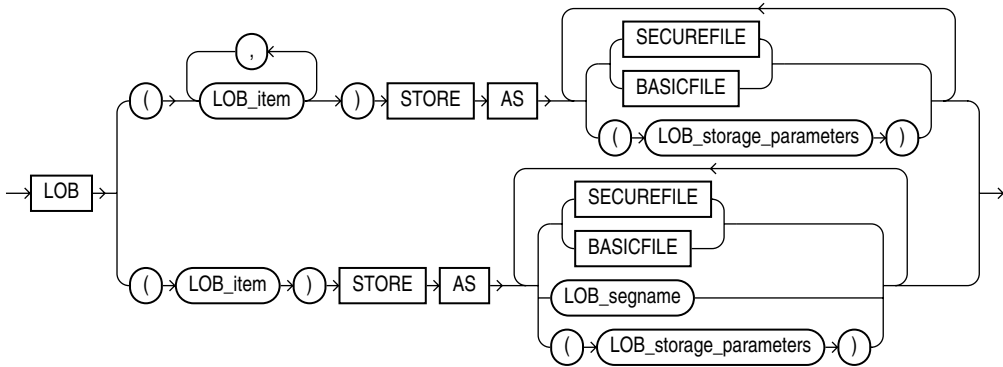 ,
SECUREFILE
BASICFILE
( LOB_item ) STORE AS
( LOB_storage_parameters )
LOB
SECUREFILE
BASICFILE
( LOB_item ) STORE AS
LOB_segname
( LOB_storage_parameters )